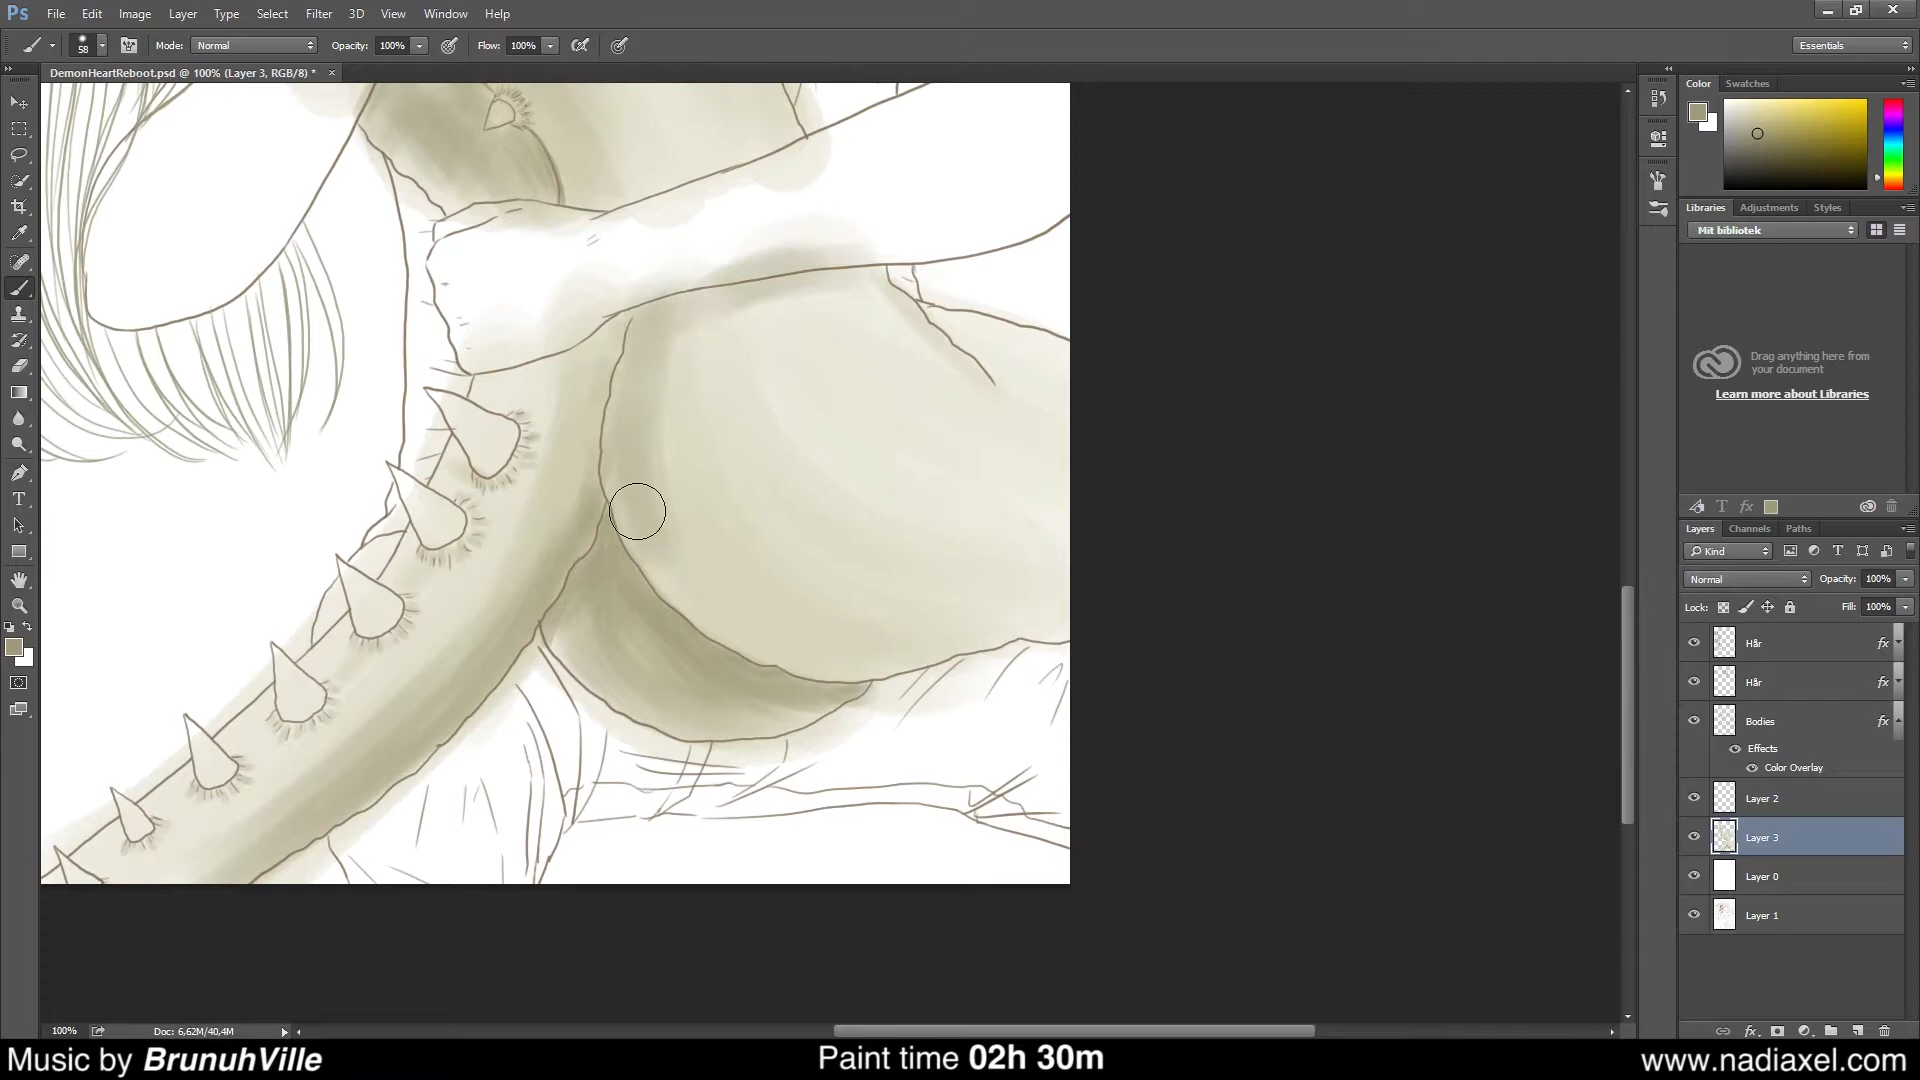 Ps File Edit Image Layer Type Select Filter 3D View Window Help
58 Mode: Normal Opacity: 100% Flow: 100% Essentials
DemonHeartReboot.psd @ 100% (Layer 3, RGB/8) * ×
Color Swatches
Libraries Adjustments Styles
Mit bibliotek
Drag anything here from
your document
Learn more about Libraries
Layers Channels Paths
Kind
Normal Opacity: 100%
Lock: Fill: 100%
Hår fx
Hår fx
Bodies fx
Effects
Color Overlay
Layer 2
Layer 3
Layer 0
Layer 1
100% Doc: 6,62M/40,4M
Music by BrunuhVille Paint time 02h 30m www.nadiaxel.com